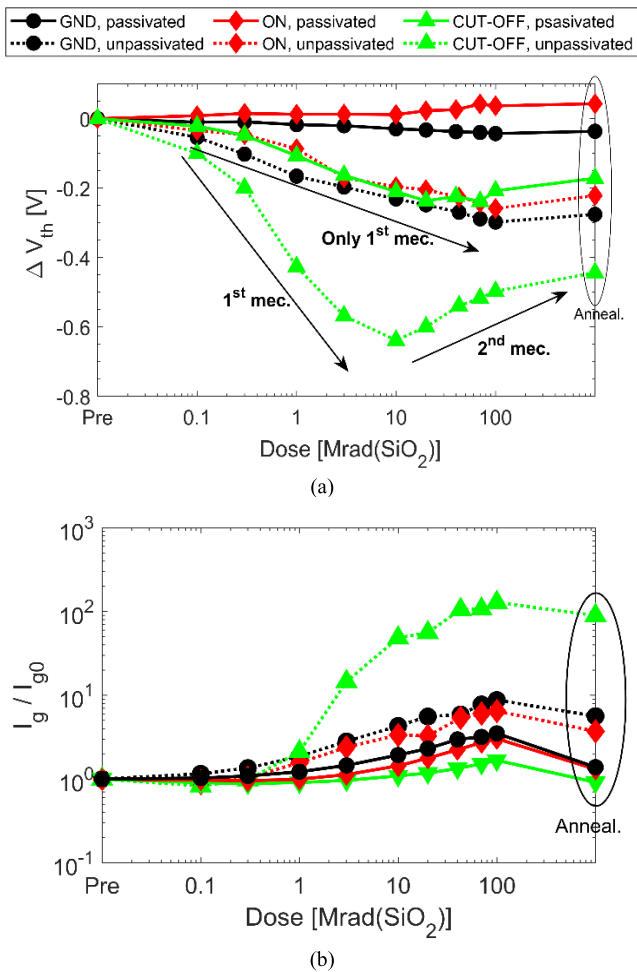 GND, passivated ON, passivated CUT-OFF, psasivated
GND, unpassivated ON, unpassivated CUT-OFF, unpassivated
0
-0.2
-0.4
-0.6
-0.8
Δ V_th [V]
Only 1st mec.
1st mec.
2nd mec.
Anneal.
Pre 0.1 1 10 100
Dose [Mrad(SiO2)]
(a)
10^3
10^2
10^1
10^0
10^-1
I_g / I_g0
Anneal.
Pre 0.1 1 10 100
Dose [Mrad(SiO2)]
(b)